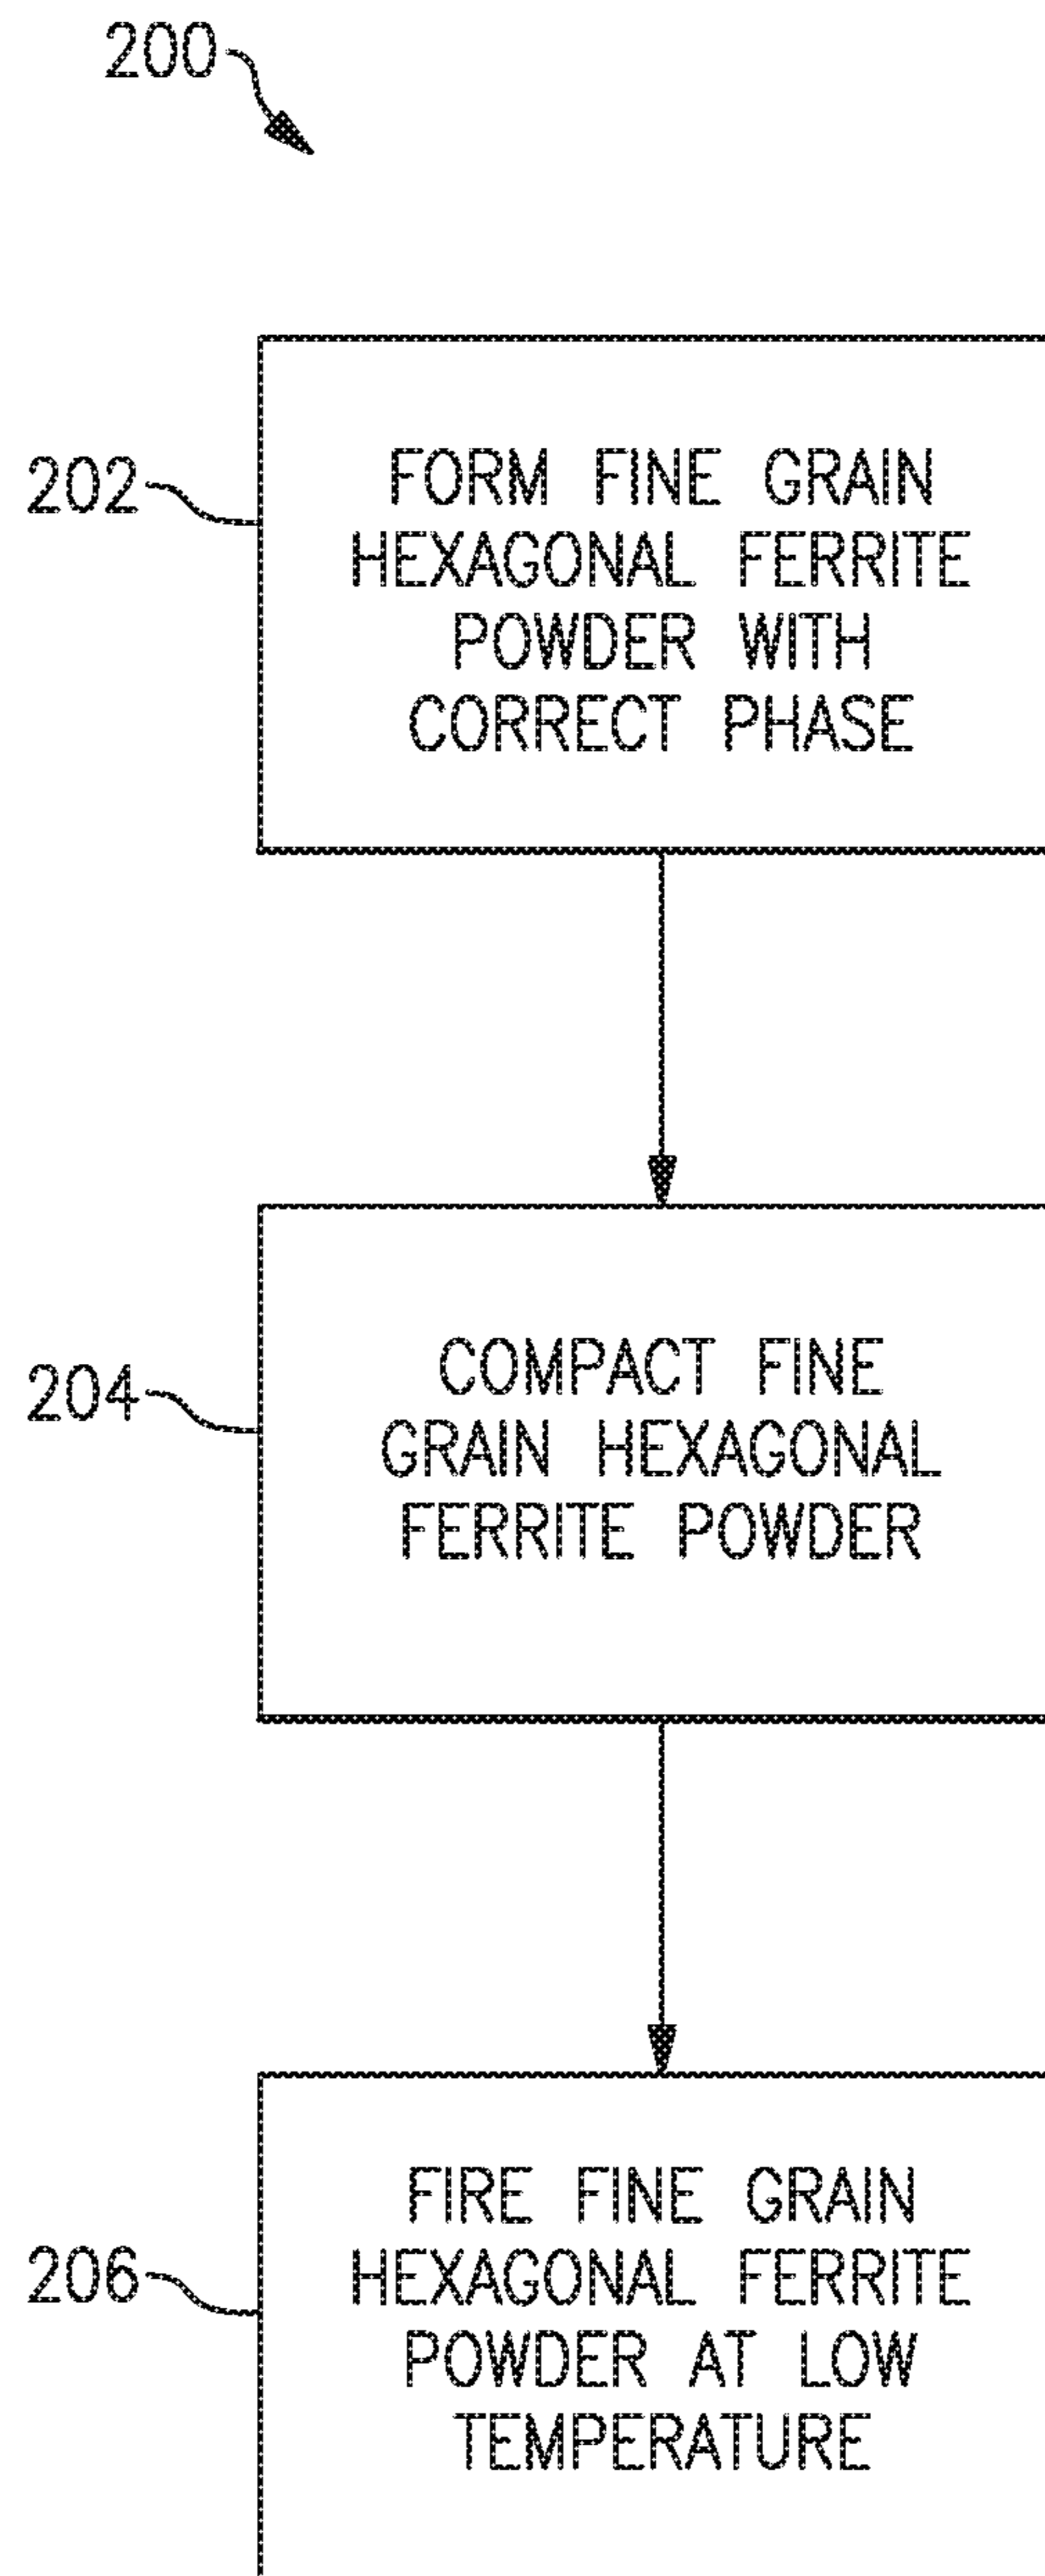 200
202
FORM FINE GRAIN
HEXAGONAL FERRITE
POWDER WITH
CORRECT PHASE
204
COMPACT FINE
GRAIN HEXAGONAL
FERRITE POWDER
206
FIRE FINE GRAIN
HEXAGONAL FERRITE
POWDER AT LOW
TEMPERATURE